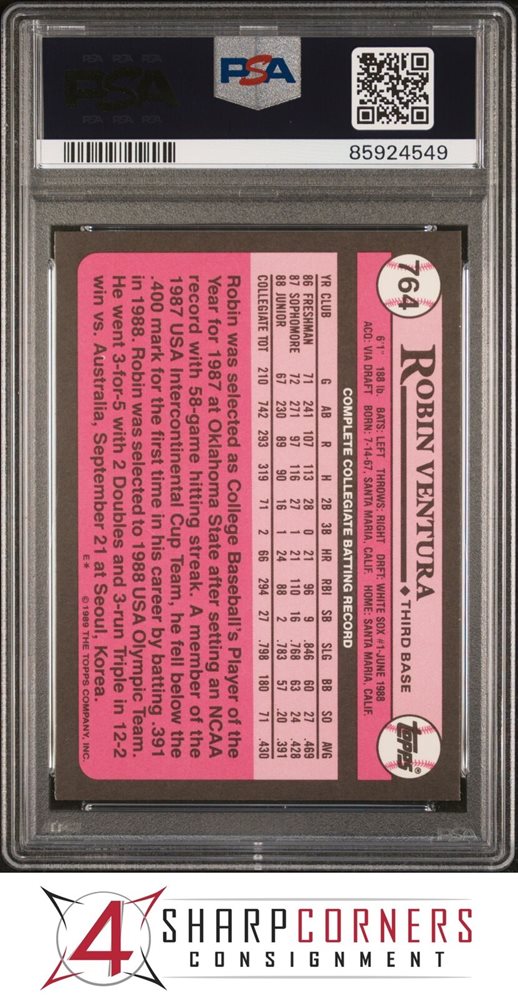 PSA
85924549
764
ROBIN VENTURA ◆ THIRD BASE
topps®
6'1" 188 lb. BATS: LEFT THROWS: RIGHT DRFT: WHITE SOX #1-JUNE 1988
ACQ: VIA DRAFT BORN: 7-14-67, SANTA MARIA, CALIF. HOME: SANTA MARIA, CALIF.
COMPLETE COLLEGIATE BATTING RECORD
YR CLUB G AB R H 2B 3B HR RBI SB SLG BB SO AVG
86 FRESHMAN 71 241 107 113 28 0 21 96 9 .846 60 27 .469
87 SOPHOMORE 72 271 97 116 27 1 21 110 16 .768 63 24 .428
88 JUNIOR 67 230 89 90 16 1 24 88 2 .783 57 20 .391
COLLEGIATE TOT 210 742 293 319 71 2 66 294 27 .798 180 71 .430
Robin was selected as College Baseball's Player of the
Year for 1987 at Oklahoma State after setting an NCAA
record with 58-game hitting streak. A member of the
1987 USA Intercontinental Cup Team, he fell below the
.400 mark for the first time in his career by batting .391
in 1988. Robin was selected to 1988 USA Olympic Team.
He went 3-for-5 with 2 Doubles and 3-run Triple in 12-2
win vs. Australia, September 21 at Seoul, Korea.
E* © 1989 THE TOPPS COMPANY, INC.
PSA
4 SHARPCORNERS
CONSIGNMENT